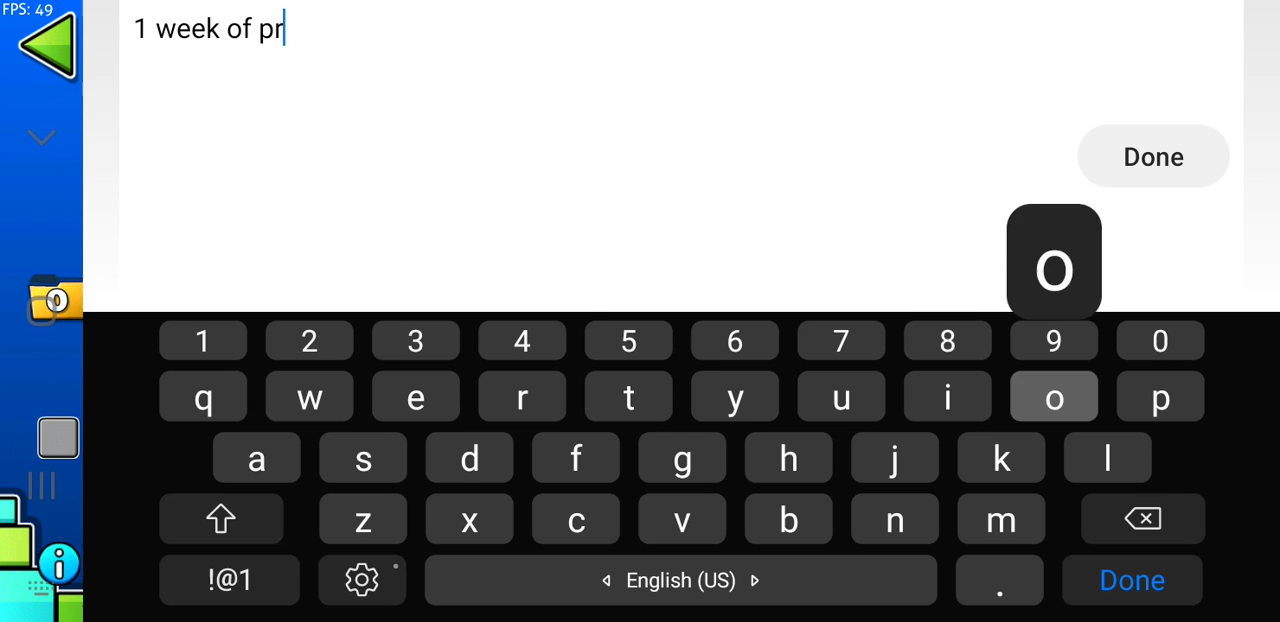 FPS: 49
1 week of pr
Done
o
0
1 2 3 4 5 6 7 8 9 0
q w e r t y u i o p
a s d f g h j k l
z x c v b n m
!@1 English (US) . Done